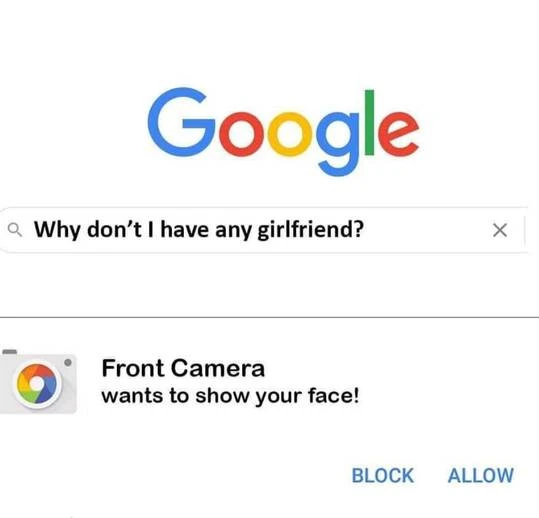 Google
Why don't I have any girlfriend?
Front Camera
wants to show your face!
BLOCK ALLOW